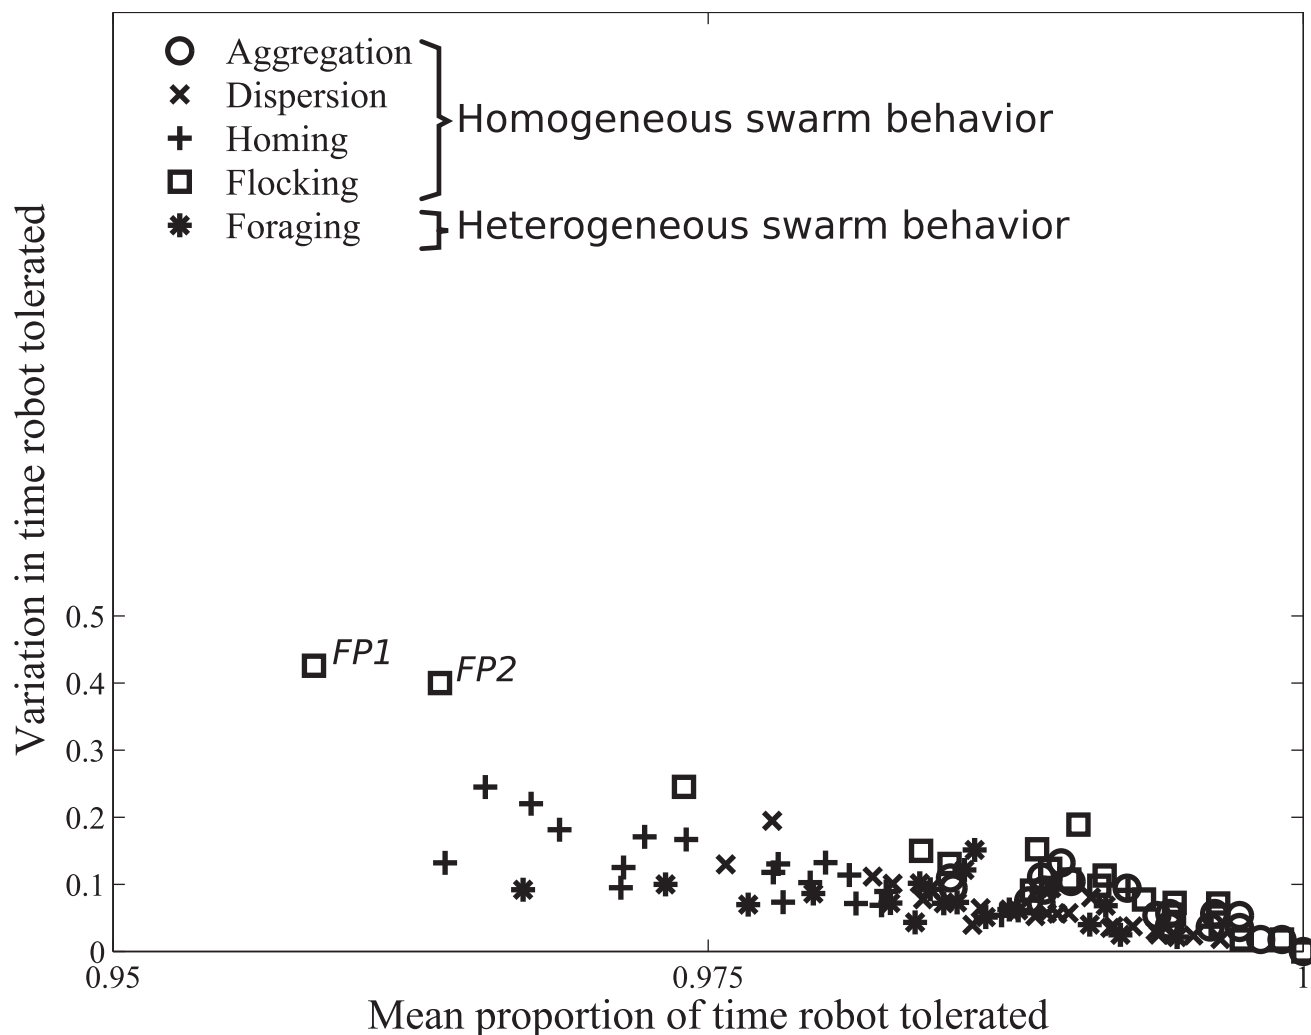 Aggregation
Dispersion
Homing
Flocking
Foraging
Homogeneous swarm behavior
Heterogeneous swarm behavior
Variation in time robot tolerated
0.5
0.4
0.3
0.2
0.1
0
FP1
FP2
0.95
0.975
1
Mean proportion of time robot tolerated